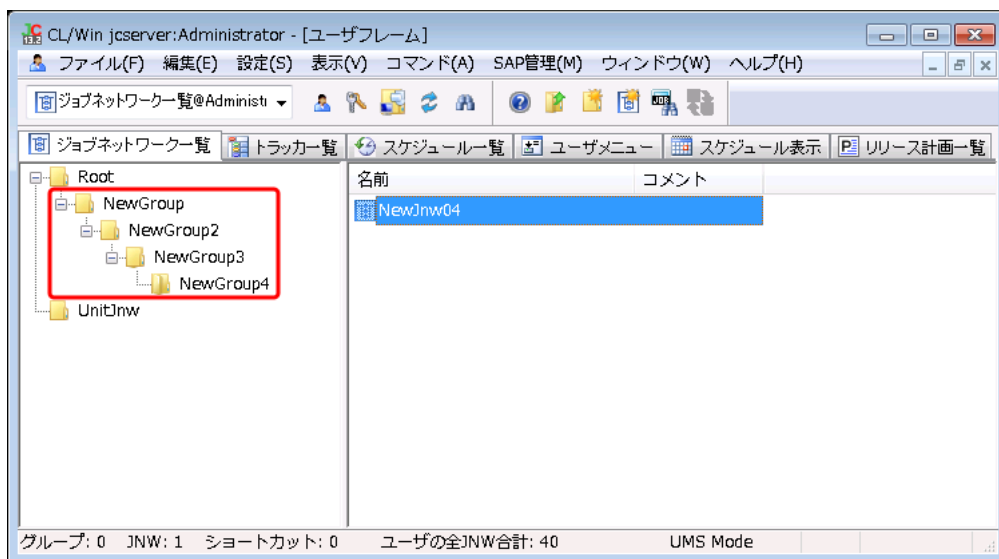 CL/Win jcserver:Administrator - [ユーザフレーム]
ファイル(F) 編集(E) 設定(S) 表示(V) コマンド(A) SAP管理(M) ウィンドウ(W) ヘルプ(H)
ジョブネットワーク一覧@Administr
ジョブネットワーク一覧 トラッカ一覧 スケジュール一覧 ユーザメニュー スケジュール表示 リリース計画一覧
Root
NewGroup
NewGroup2
NewGroup3
NewGroup4
UnitJnw
名前 コメント
NewJnw04
グループ: 0 JNW: 1 ショートカット: 0 ユーザの全JNW合計: 40 UMS Mode